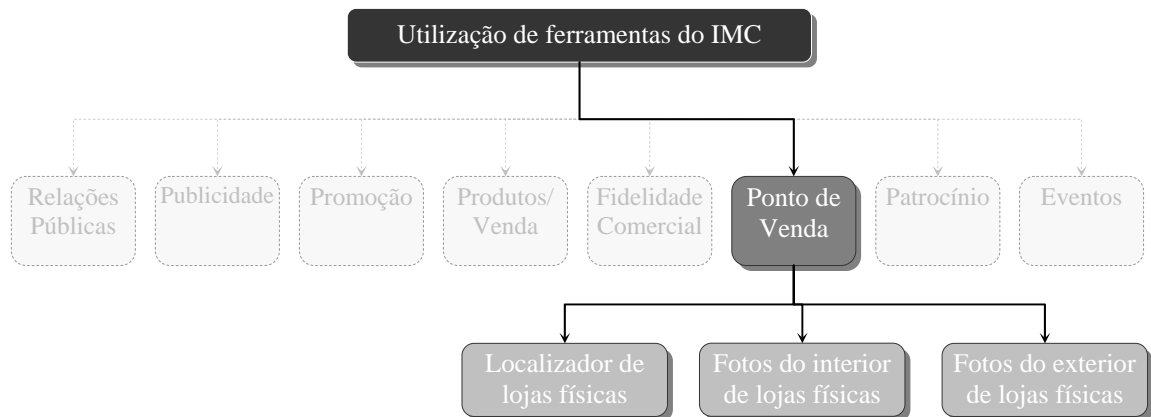 Utilização de ferramentas do IMC
Relações
Públicas
Publicidade
Promoção
Produtos/
Venda
Fidelidade
Comercial
Ponto de
Venda
Patrocínio
Eventos
Localizador de
lojas físicas
Fotos do interior
de lojas físicas
Fotos do exterior
de lojas físicas